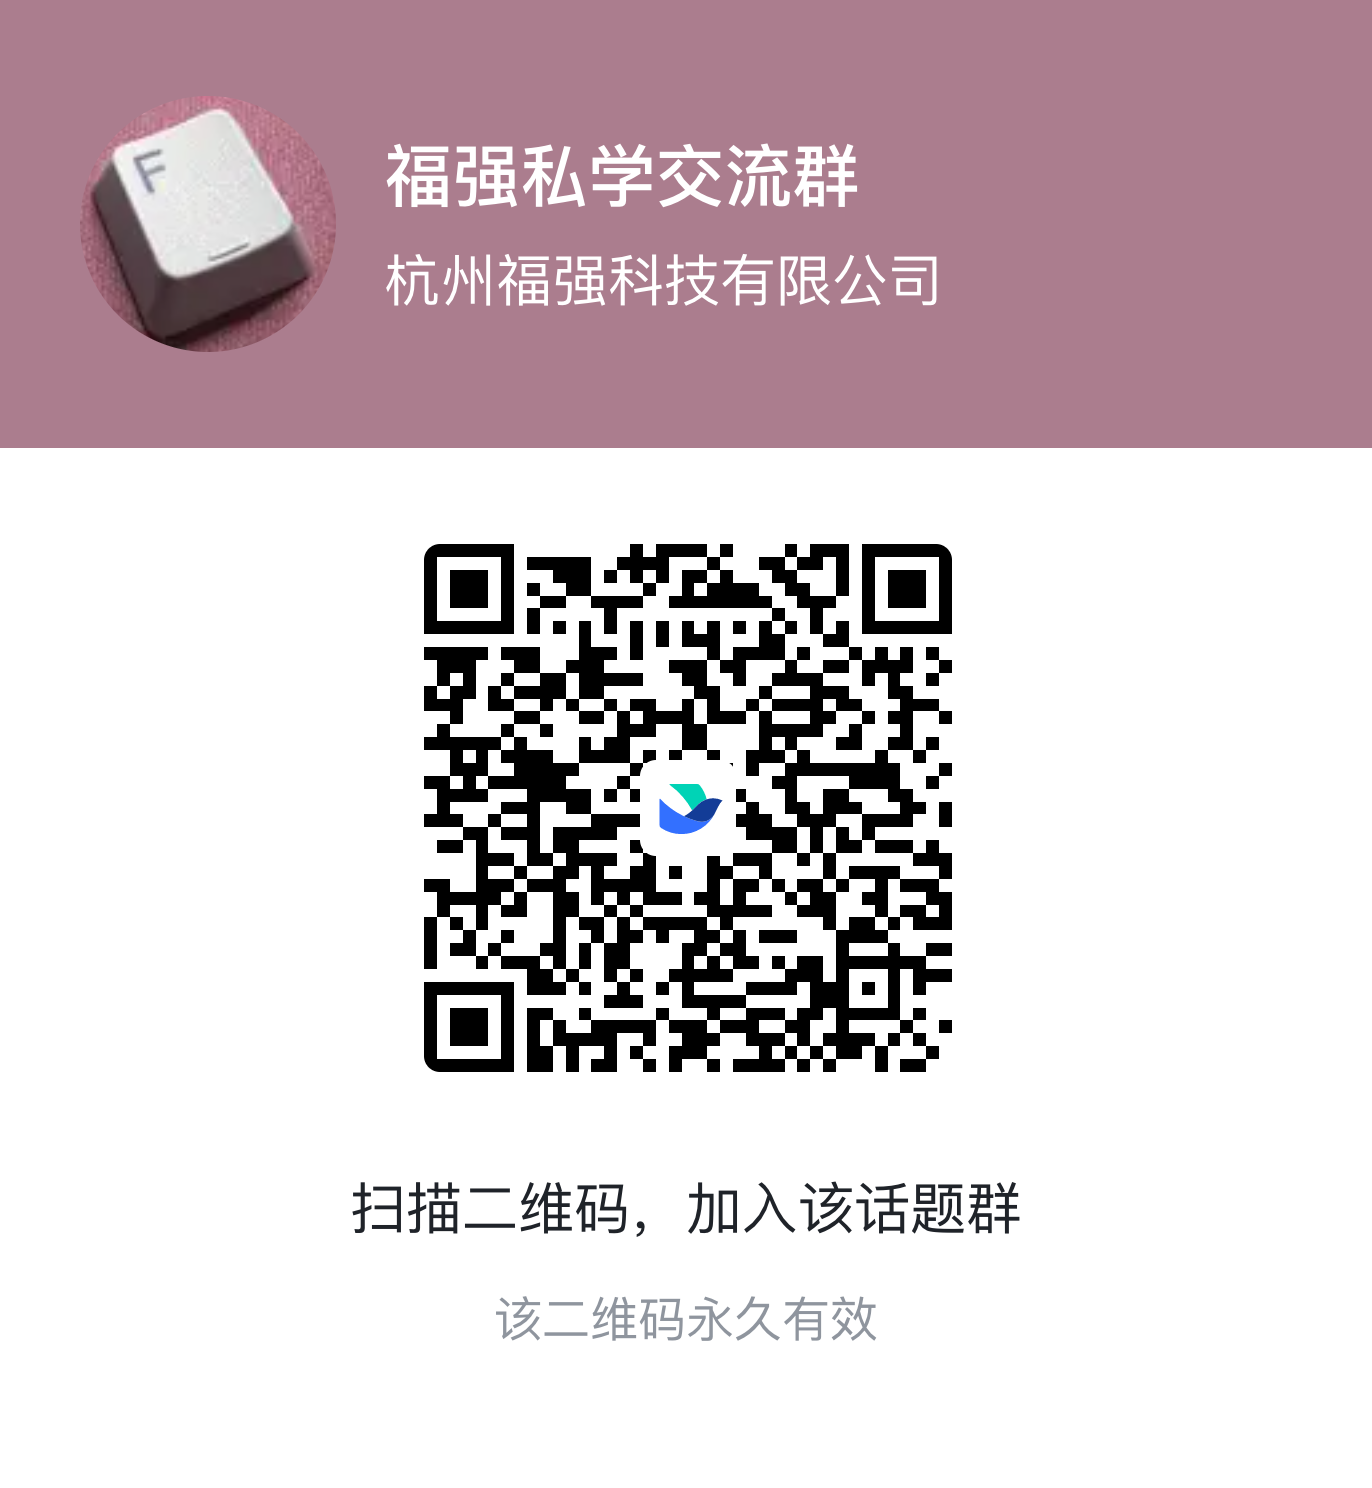 F
福强私学交流群
杭州福强科技有限公司
扫描二维码，加入该话题群
该二维码永久有效